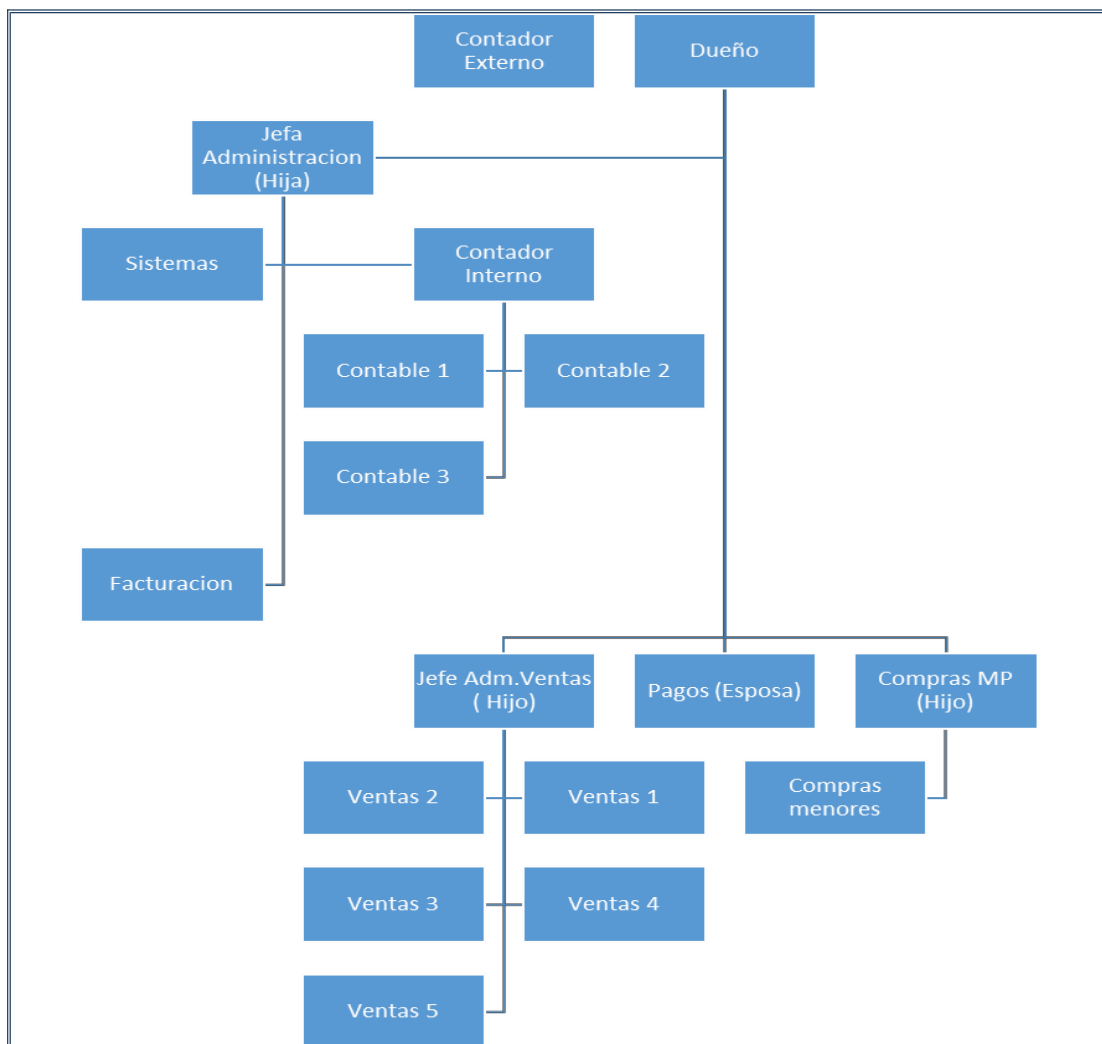 Contador
Externo
Dueño
Jefa
Administracion
(Hija)
Sistemas
Contador
Interno
Contable 1
Contable 2
Contable 3
Facturacion
Jefe Adm.Ventas
( Hijo)
Pagos (Esposa)
Compras MP
(Hijo)
Ventas 2
Ventas 1
Compras
menores
Ventas 3
Ventas 4
Ventas 5